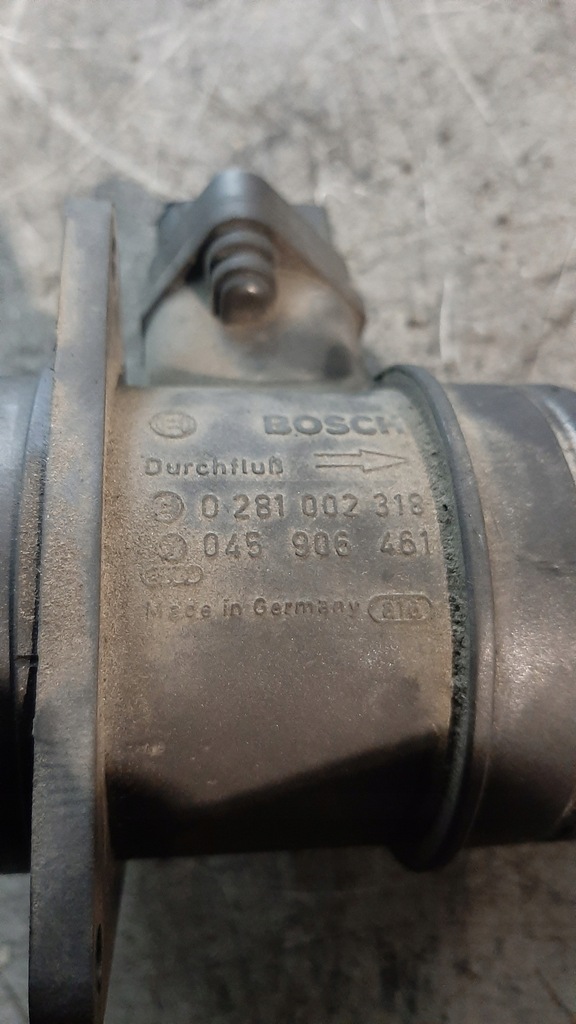 BOSCH
Durchfluß
0 281 002 318
045 906 461
Made in Germany